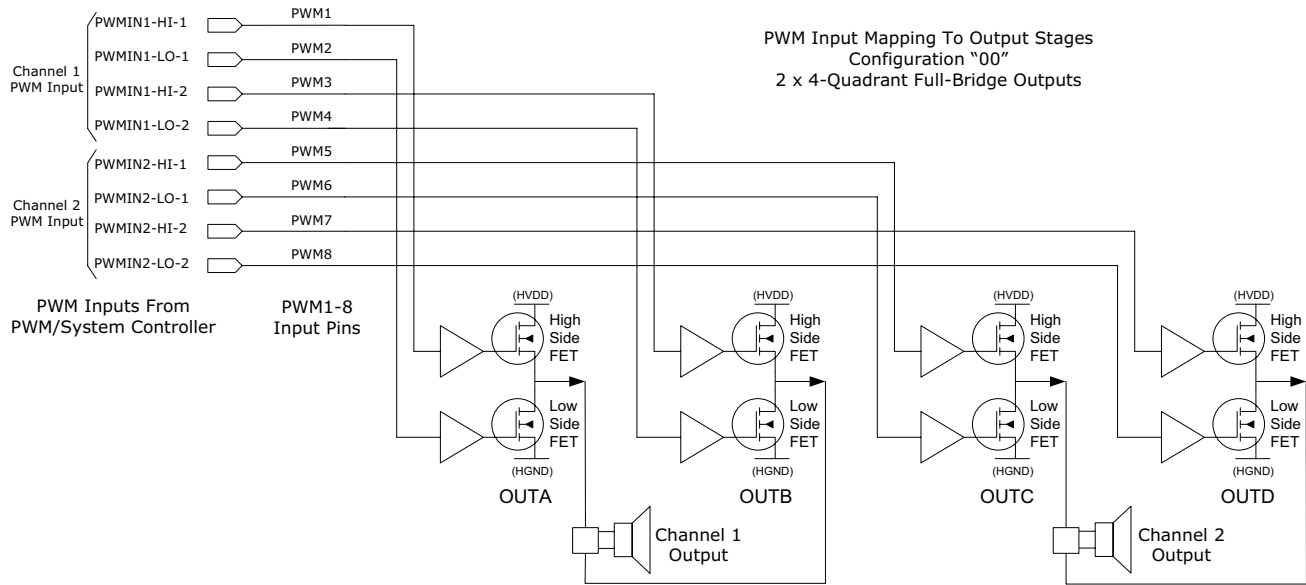 PWM Input Mapping To Output Stages
Configuration “00”
2 x 4-Quadrant Full-Bridge Outputs
Channel 1
PWM Input
PWMIN1-HI-1
PWM1
PWMIN1-LO-1
PWM2
PWMIN1-HI-2
PWM3
PWMIN1-LO-2
PWM4
Channel 2
PWM Input
PWMIN2-HI-1
PWM5
PWMIN2-LO-1
PWM6
PWMIN2-HI-2
PWM7
PWMIN2-LO-2
PWM8
PWM Inputs From
PWM/System Controller
PWM1-8
Input Pins
(HVDD)
High
Side
FET
Low
Side
FET
(HGND)
OUTA
(HVDD)
High
Side
FET
Low
Side
FET
(HGND)
OUTB
(HVDD)
High
Side
FET
Low
Side
FET
(HGND)
OUTC
(HVDD)
High
Side
FET
Low
Side
FET
(HGND)
OUTD
Channel 1
Output
Channel 2
Output